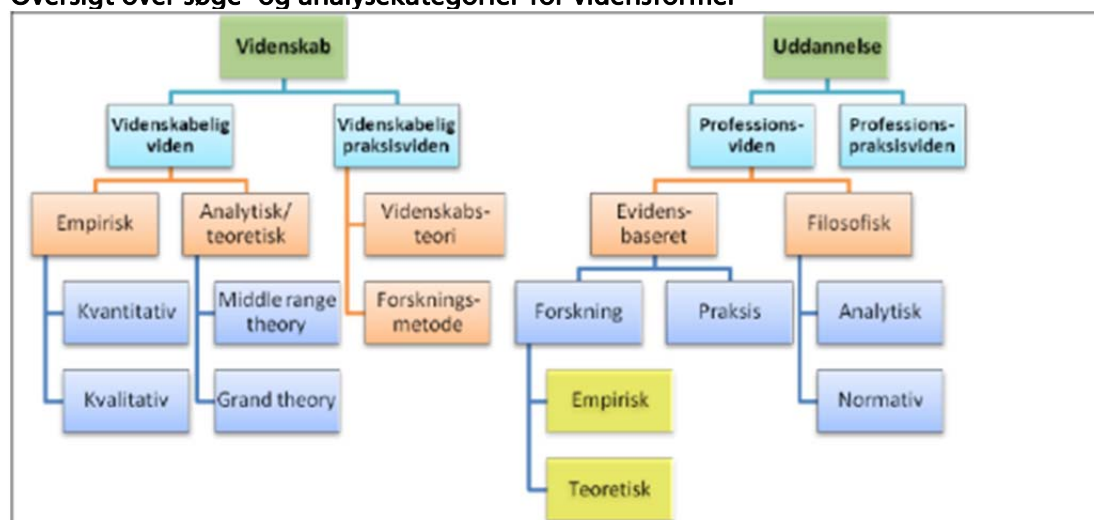 Oversigt over søge- og analysekategorier for vidensformer
Videnskab
Videnskabelig
viden
Videnskabelig
praksisviden
Empirisk
Analytisk/
teoretisk
Videnskabs-
teori
Forsknings-
metode
Kvantitativ
Kvalitativ
Middle range
theory
Grand theory
Uddannelse
Professions-
viden
Professions-
praksisviden
Evidens-
baseret
Filosofisk
Forskning
Praksis
Analytisk
Normativ
Empirisk
Teoretisk